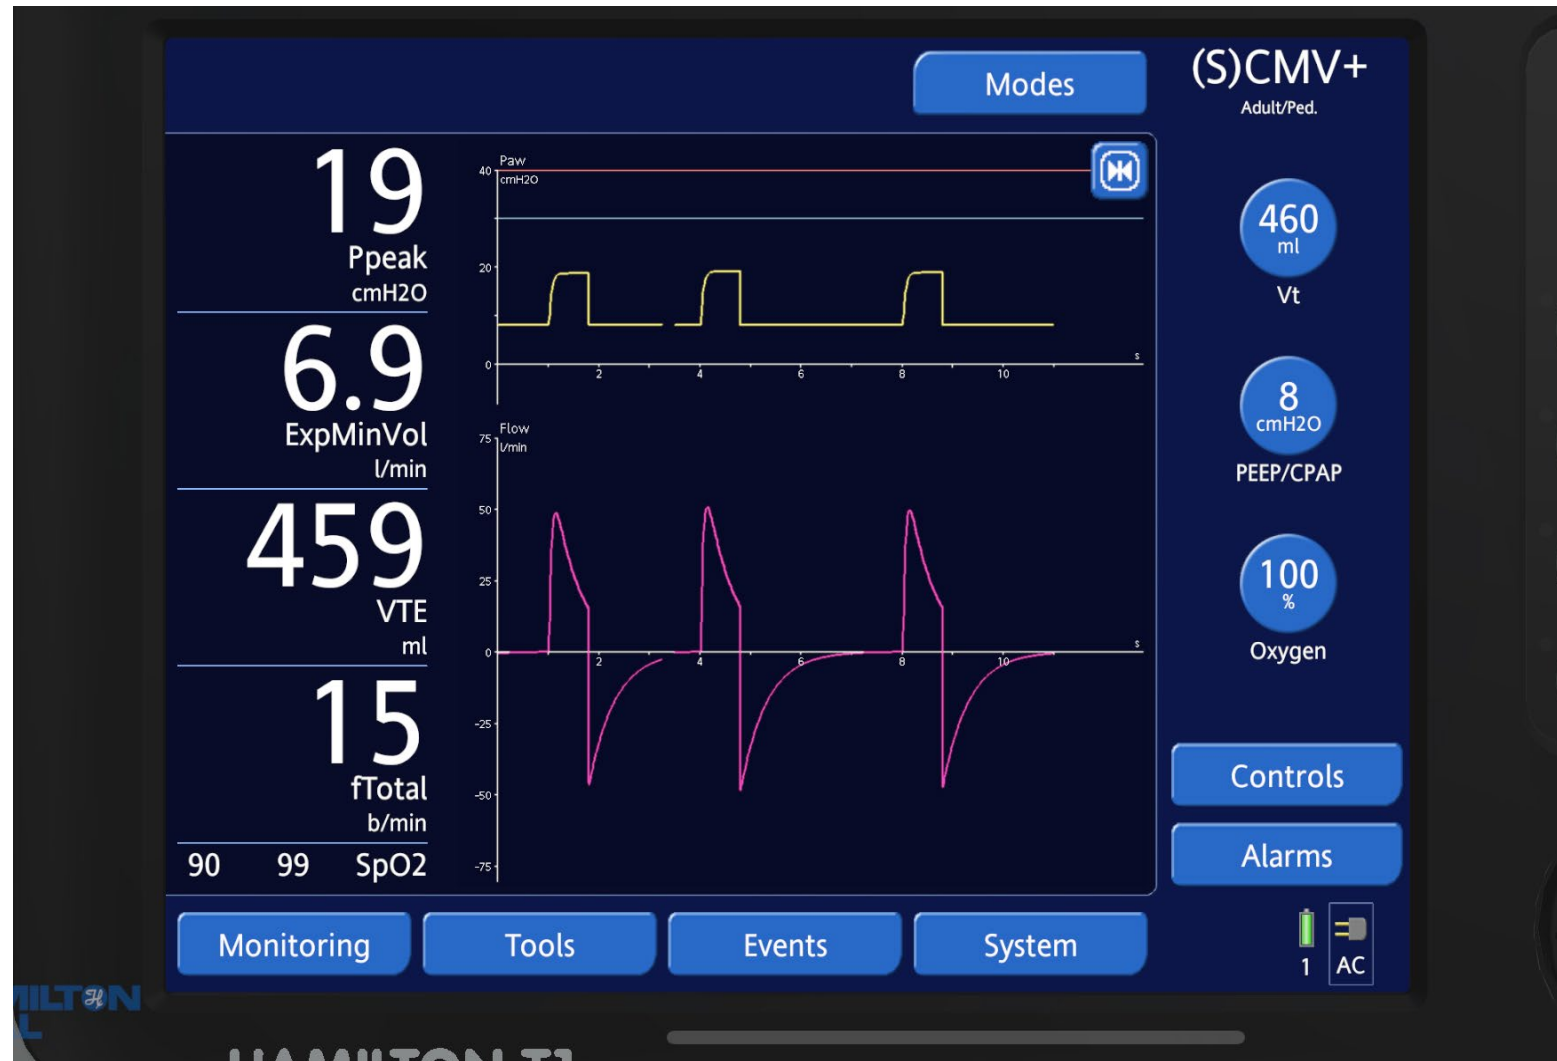 Modes
(S)CMV+
Adult/Ped.
19
Ppeak
cmH2O
6.9
ExpMinVol
l/min
459
VTE
ml
15
fTotal
b/min
90 99 SpO2
Paw
40 cmH2O
20
0
2 4 6 8 10 s
Flow
75 l/min
50
25
0
2 4 6 8 10 s
-25
-50
-75
460
ml
Vt
8
cmH2O
PEEP/CPAP
100
%
Oxygen
Controls
Alarms
Monitoring Tools Events System
1 AC
HAMILTON T1